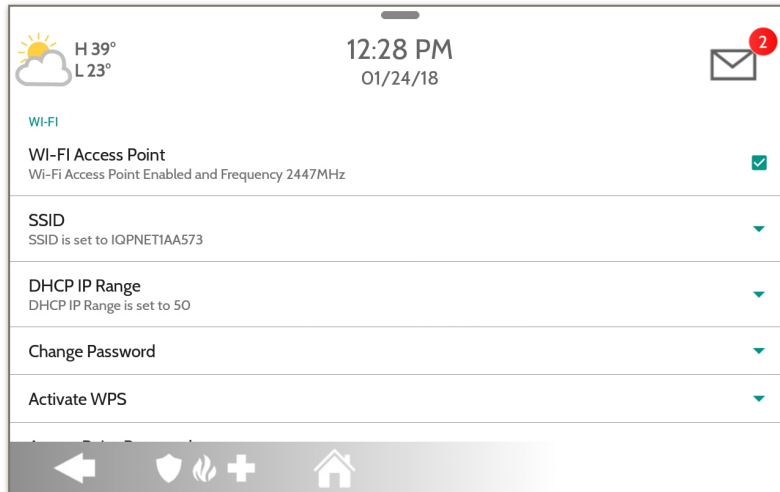 H 39°
L 23°
12:28 PM
01/24/18
2
WI-FI
WI-FI Access Point
Wi-Fi Access Point Enabled and Frequency 2447MHz
SSID
SSID is set to IQPNET1AA573
DHCP IP Range
DHCP IP Range is set to 50
Change Password
Activate WPS